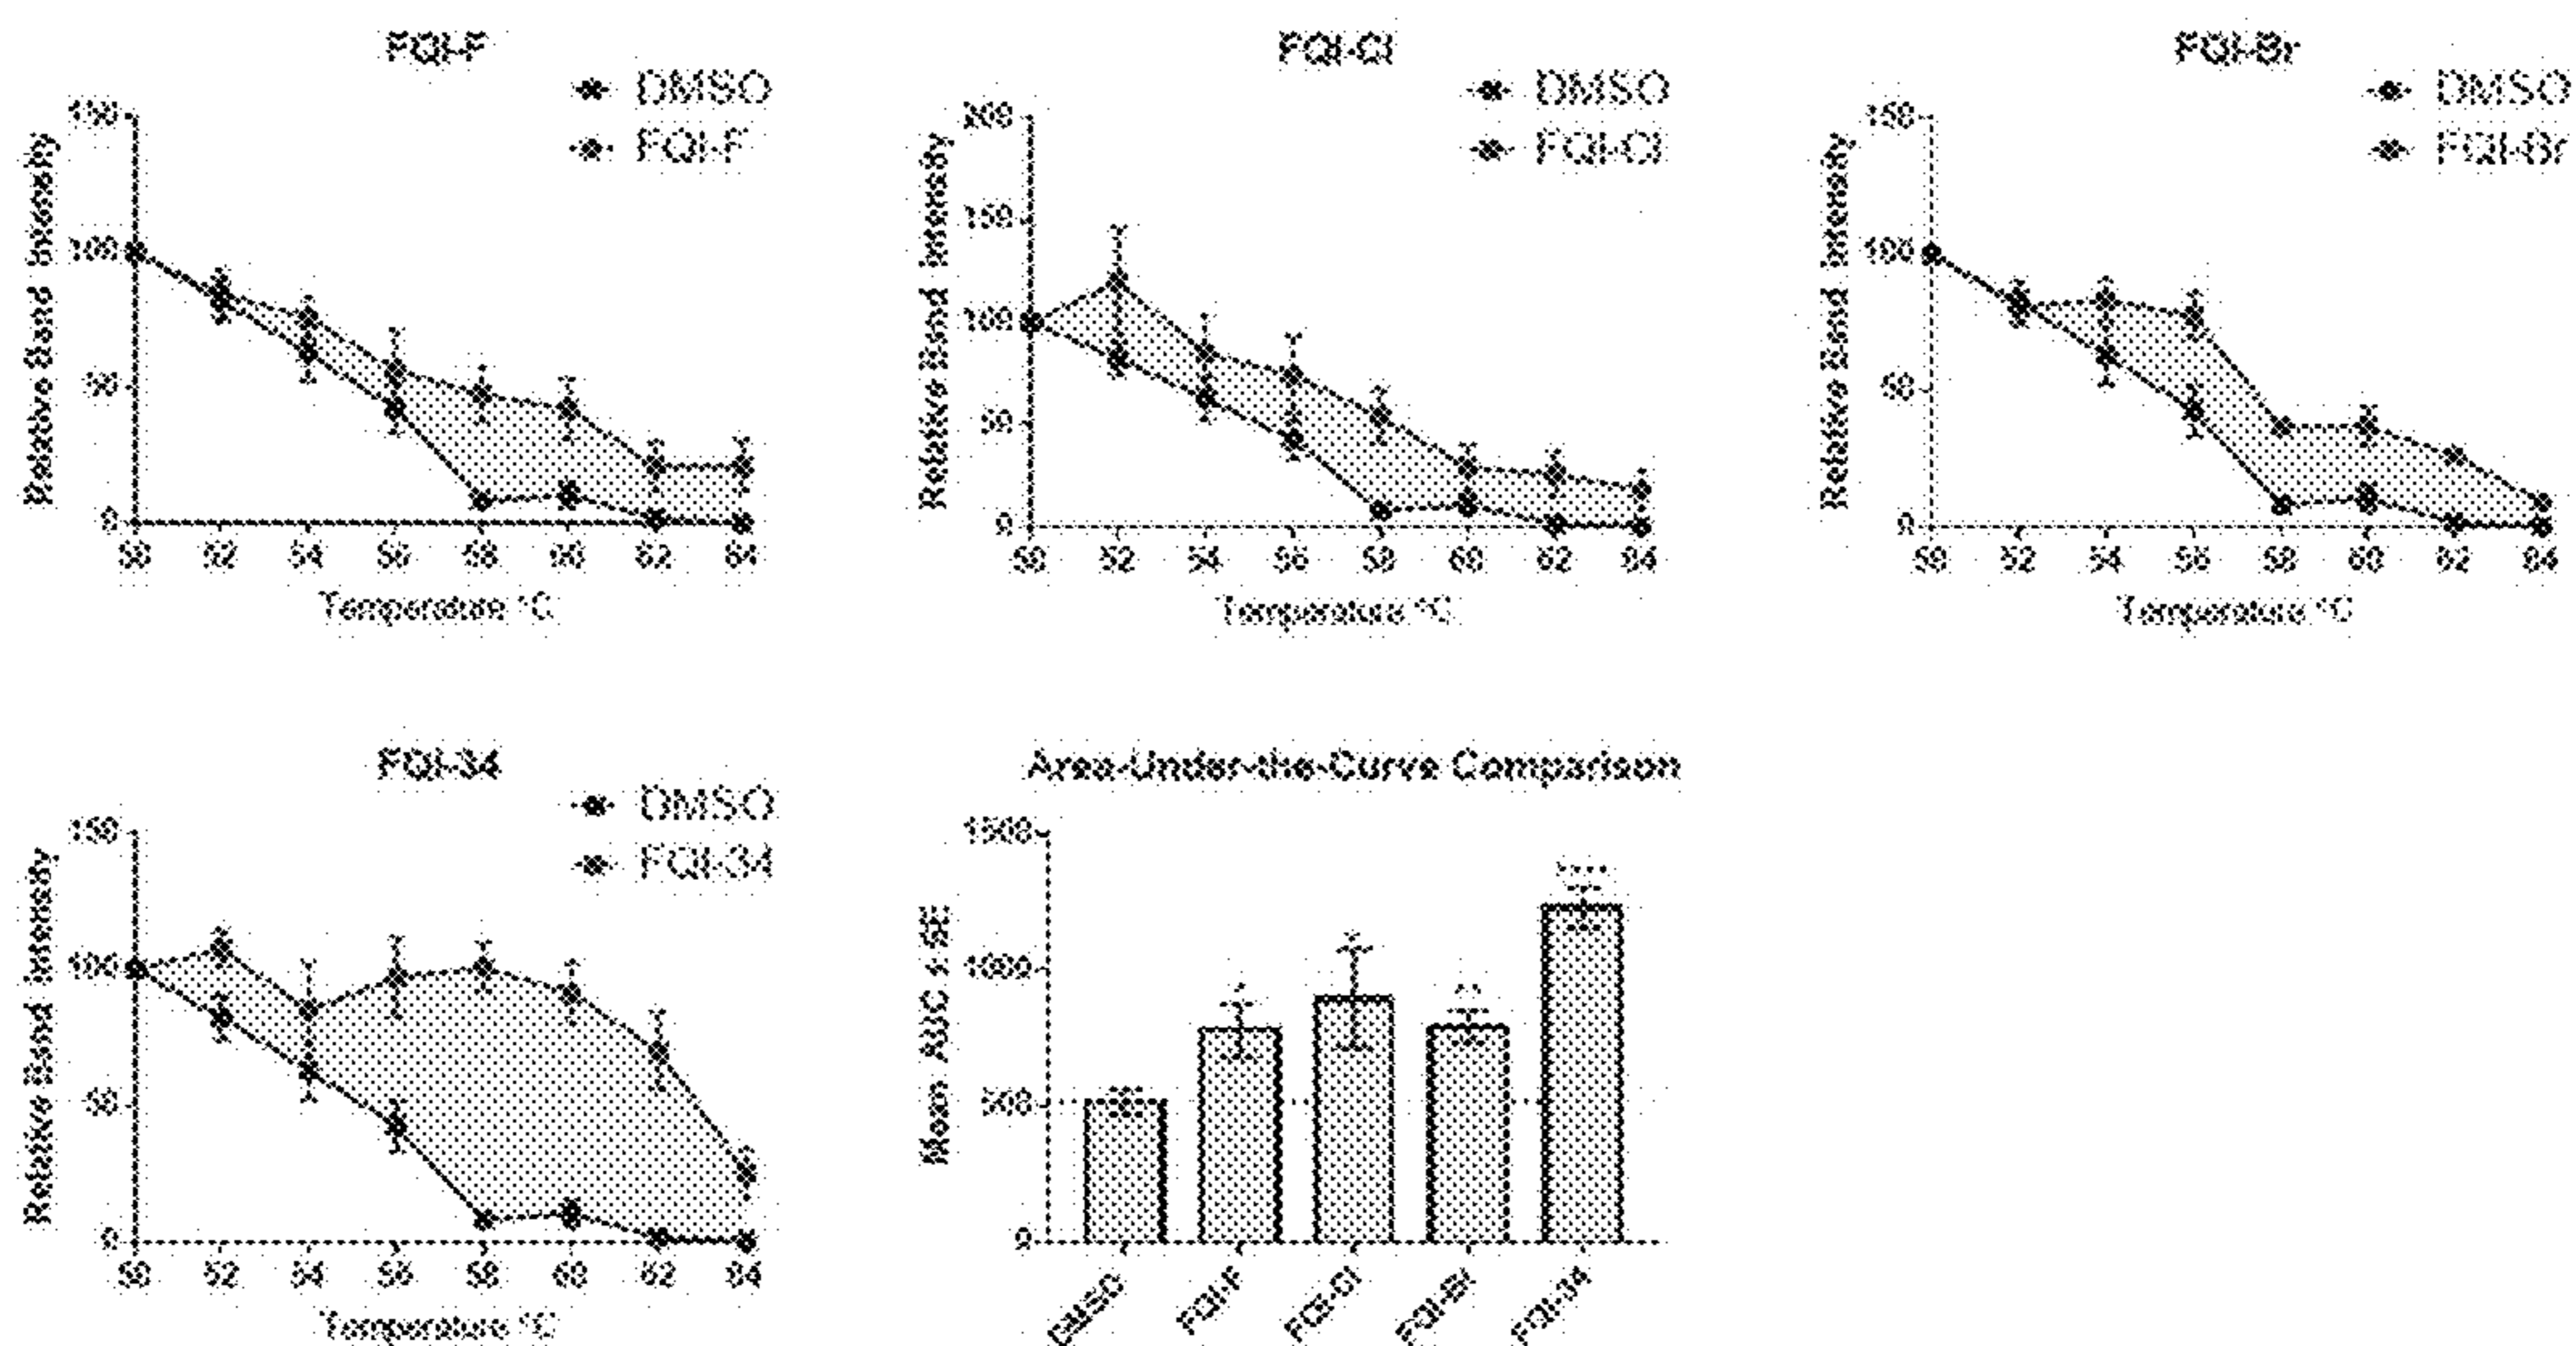 FQI-F
DMSO
FQI-F
Relative Band Intensity
150
100
50
0
50 52 54 56 58 60 62 64
Temperature °C
FQI-Cl
DMSO
FQI-Cl
Relative Band Intensity
200
150
100
50
0
50 52 54 56 58 60 62 64
Temperature °C
FQI-Br
DMSO
FQI-Br
Relative Band Intensity
150
100
50
0
50 52 54 56 58 60 62 64
Temperature °C
FQI-34
DMSO
FQI-34
Relative Band Intensity
150
100
50
0
50 52 54 56 58 60 62 64
Temperature °C
Area-Under-the-Curve Comparison
Mean AUC ± SE
1500
1000
500
0
*
*
**
****
DMSO
FQI-F
FQI-Cl
FQI-Br
FQI-34